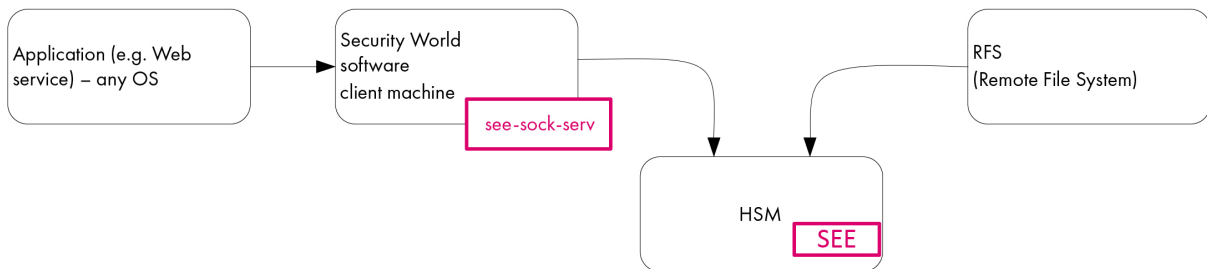 Application (e.g. Web
service) – any OS
Security World
software
client machine
see-sock-serv
RFS
(Remote File System)
HSM
SEE